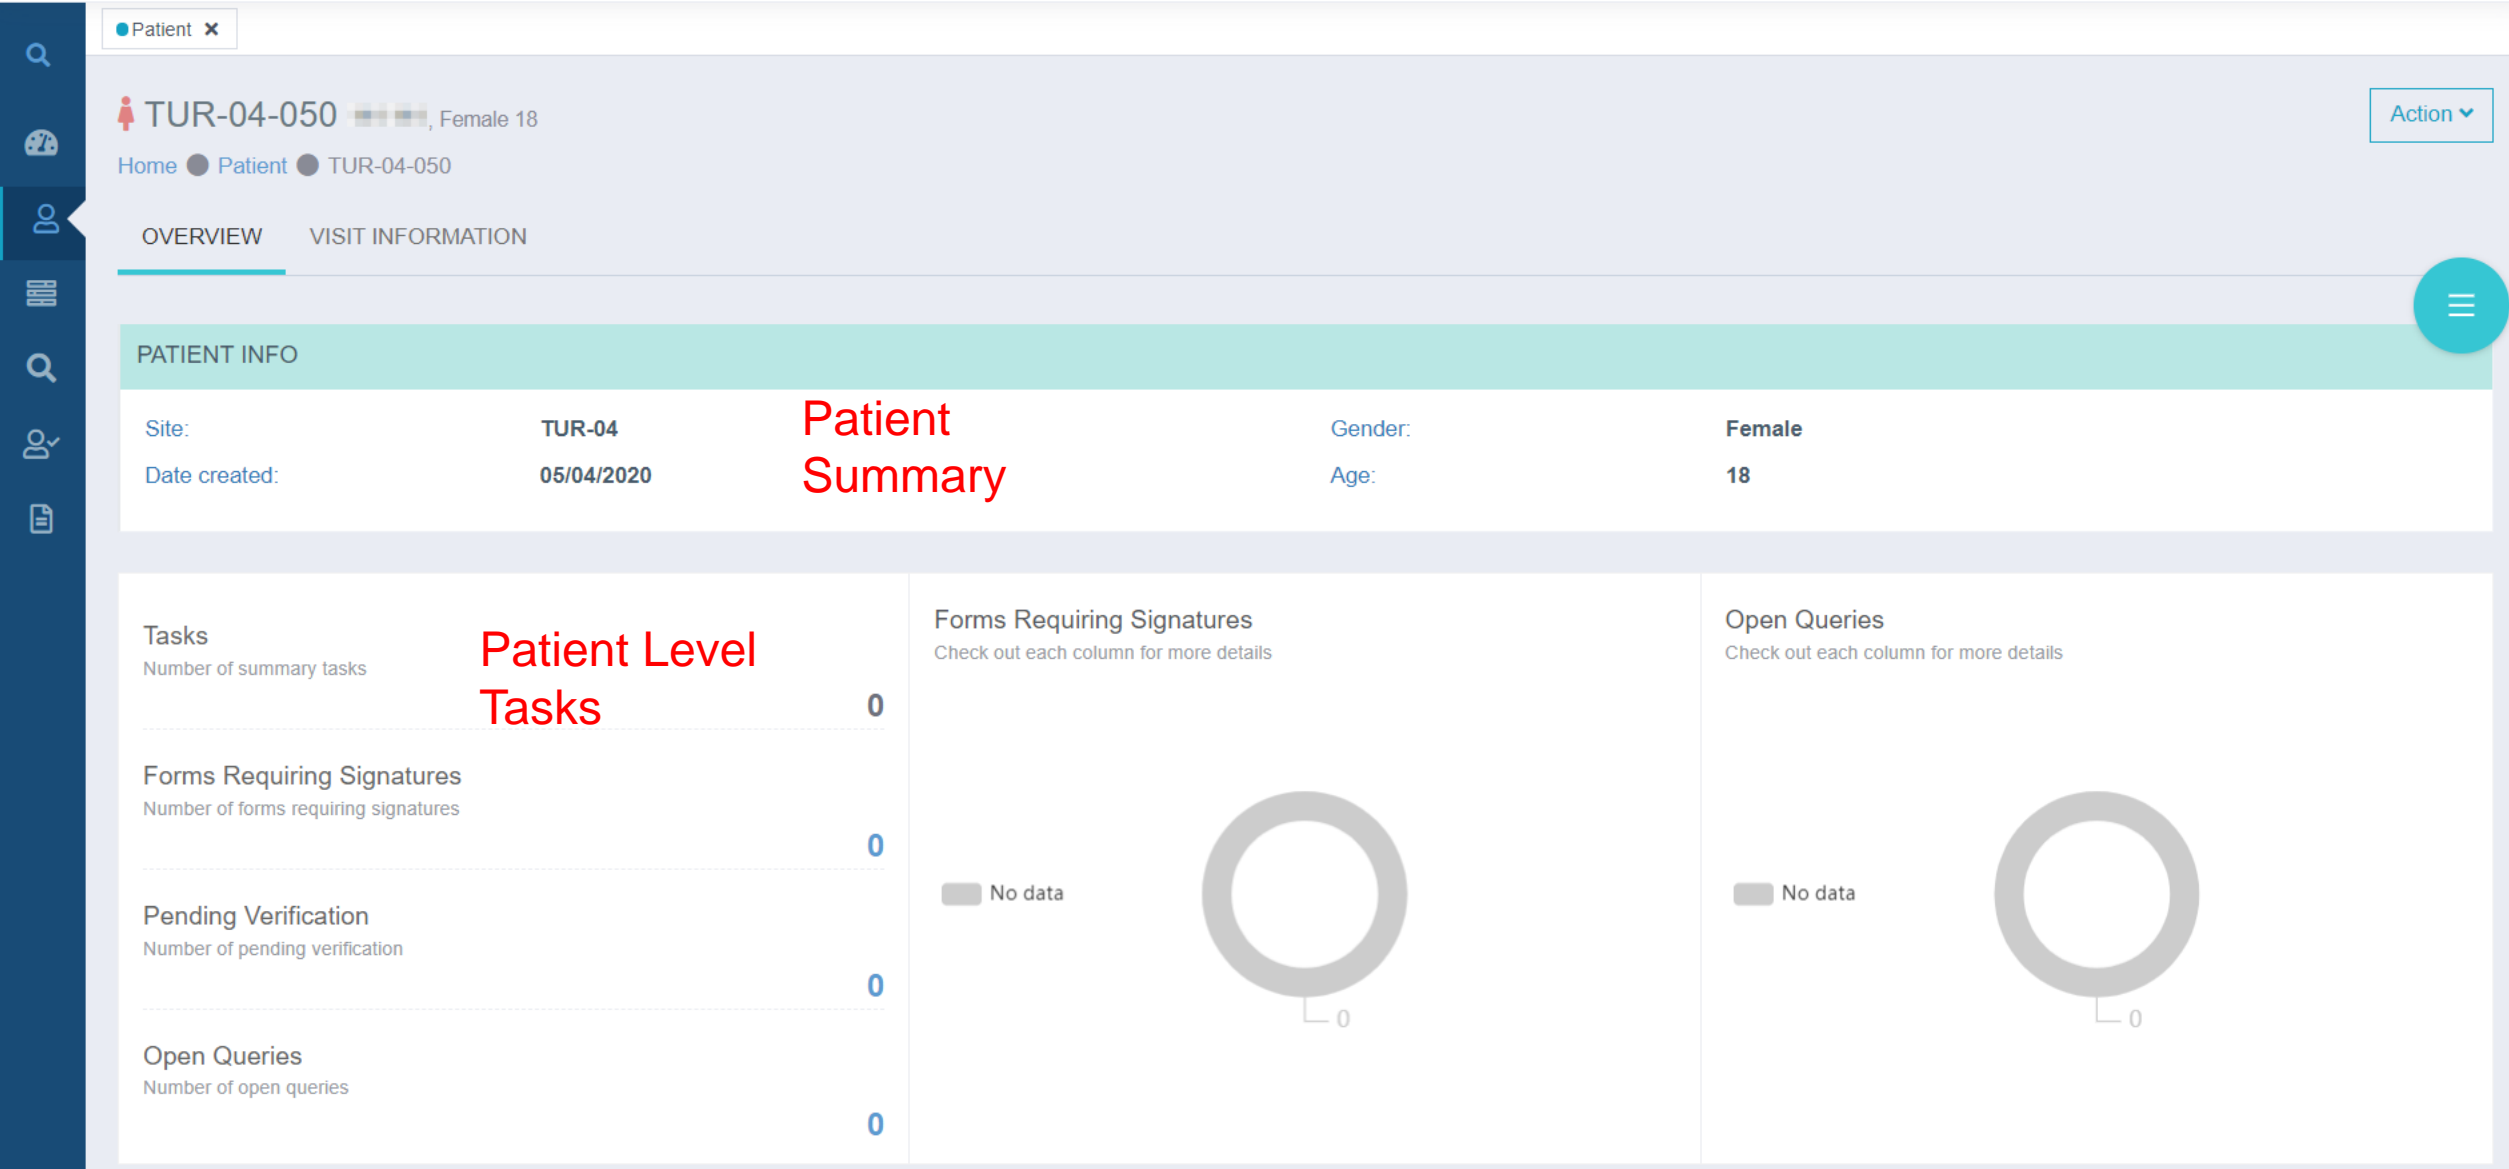 Patient
TUR-04-050 , Female 18
Action
Home Patient TUR-04-050
OVERVIEW VISIT INFORMATION
PATIENT INFO
Site: TUR-04 Gender: Female
Date created: 05/04/2020 Age: 18
Patient
Summary
Tasks
Number of summary tasks
0
Patient Level
Tasks
Forms Requiring Signatures
Number of forms requiring signatures
0
Pending Verification
Number of pending verification
0
Open Queries
Number of open queries
0
Forms Requiring Signatures
Check out each column for more details
No data
0
Open Queries
Check out each column for more details
No data
0